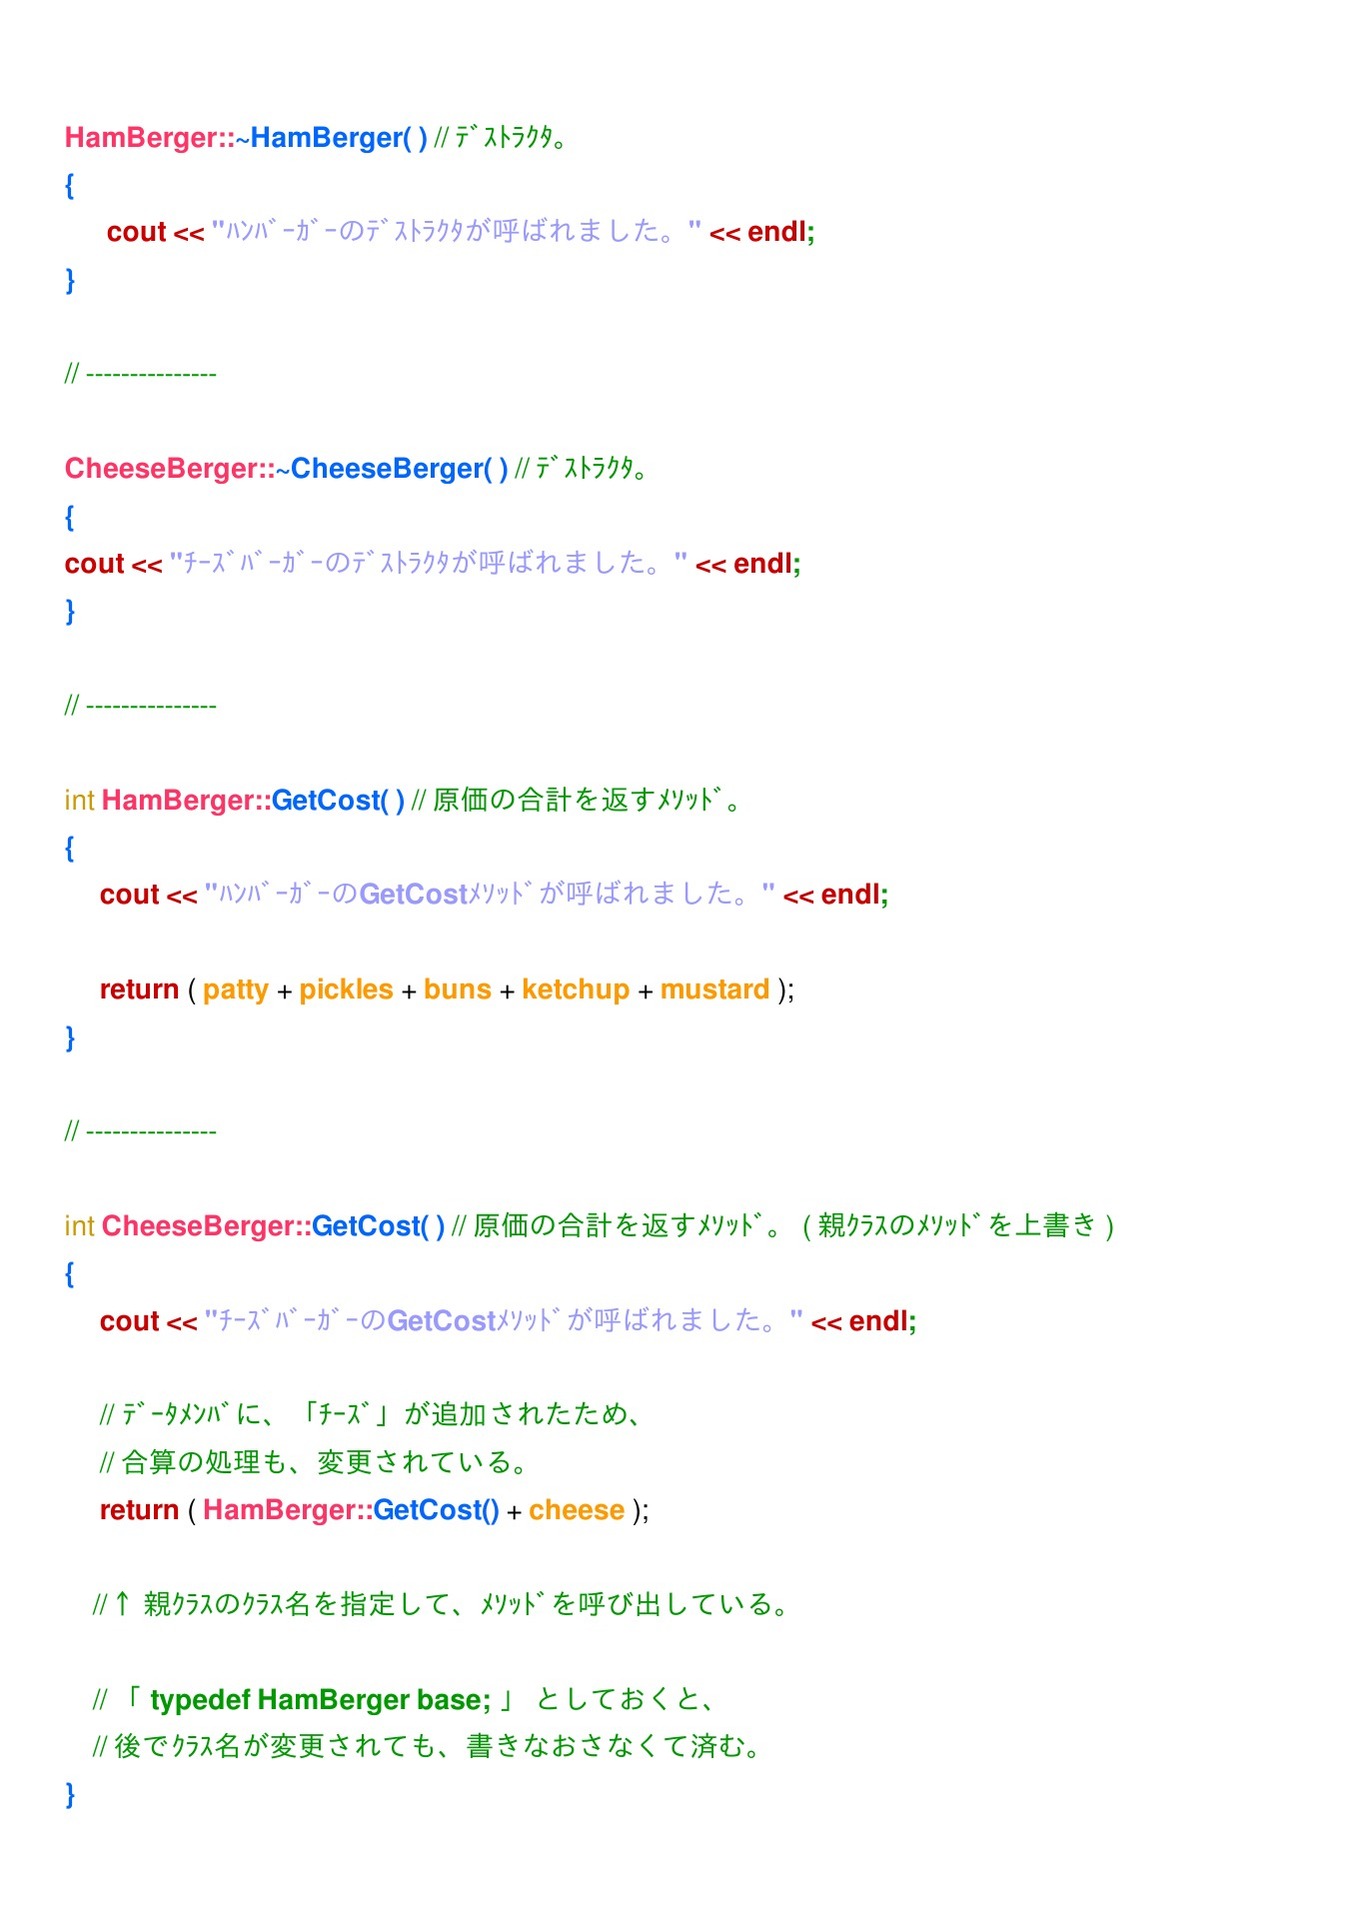 HamBerger::~HamBerger( ) // ﾃﾞｽﾄﾗｸﾀ。
{
cout << "ﾊﾝﾊﾞｰｶﾞｰのﾃﾞｽﾄﾗｸﾀが呼ばれました。" << endl;
}
// ---------------
CheeseBerger::~CheeseBerger( ) // ﾃﾞｽﾄﾗｸﾀ。
{
cout << "ﾁｰｽﾞﾊﾞｰｶﾞｰのﾃﾞｽﾄﾗｸﾀが呼ばれました。" << endl;
}
// ---------------
int HamBerger::GetCost( ) // 原価の合計を返すﾒｿｯﾄﾞ。
{
cout << "ﾊﾝﾊﾞｰｶﾞｰのGetCostﾒｿｯﾄﾞが呼ばれました。" << endl;
return ( patty + pickles + buns + ketchup + mustard );
}
// ---------------
int CheeseBerger::GetCost( ) // 原価の合計を返すﾒｿｯﾄﾞ。 ( 親ｸﾗｽのﾒｿｯﾄﾞを上書き )
{
cout << "ﾁｰｽﾞﾊﾞｰｶﾞｰのGetCostﾒｿｯﾄﾞが呼ばれました。" << endl;
// ﾃﾞｰﾀﾒﾝﾊﾞに、「ﾁｰｽﾞ」が追加されたため、
// 合算の処理も、変更されている。
return ( HamBerger::GetCost() + cheese );
// ↑ 親ｸﾗｽのｸﾗｽ名を指定して、ﾒｿｯﾄﾞを呼び出している。
// 「 typedef HamBerger base; 」 としておくと、
// 後でｸﾗｽ名が変更されても、書きなおさなくて済む。
}